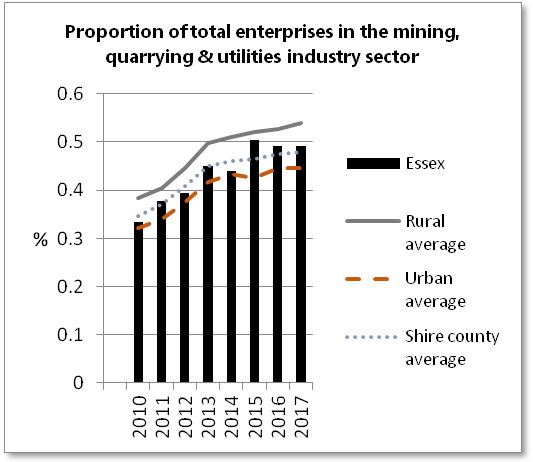 Proportion of total enterprises in the mining,
quarrying & utilities industry sector
0.6
0.5
0.4
0.3
0.2
0.1
0
%
2010
2011
2012
2013
2014
2015
2016
2017
Essex
Rural
average
Urban
average
Shire county
average